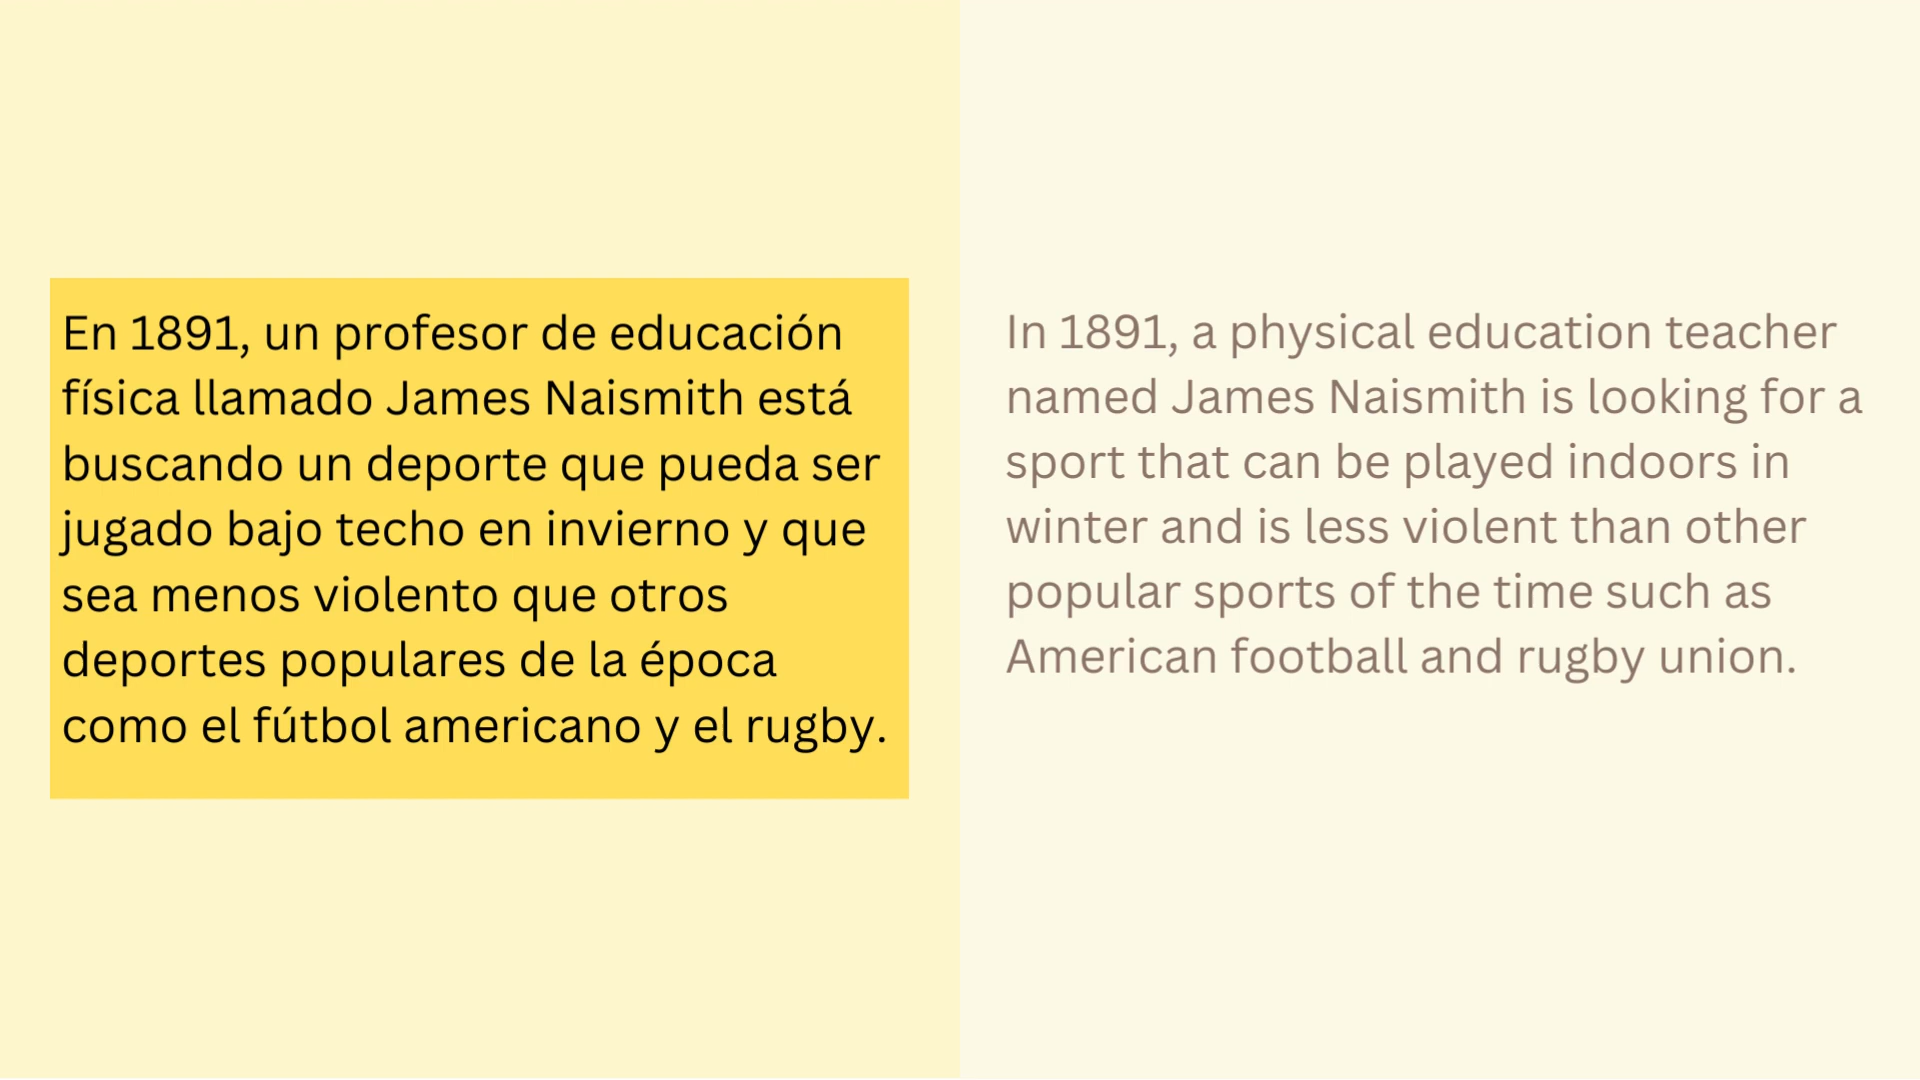 En 1891, un profesor de educación
física llamado James Naismith está
buscando un deporte que pueda ser
jugado bajo techo en invierno y que
sea menos violento que otros
deportes populares de la época
como el fútbol americano y el rugby.
In 1891, a physical education teacher
named James Naismith is looking for a
sport that can be played indoors in
winter and is less violent than other
popular sports of the time such as
American football and rugby union.